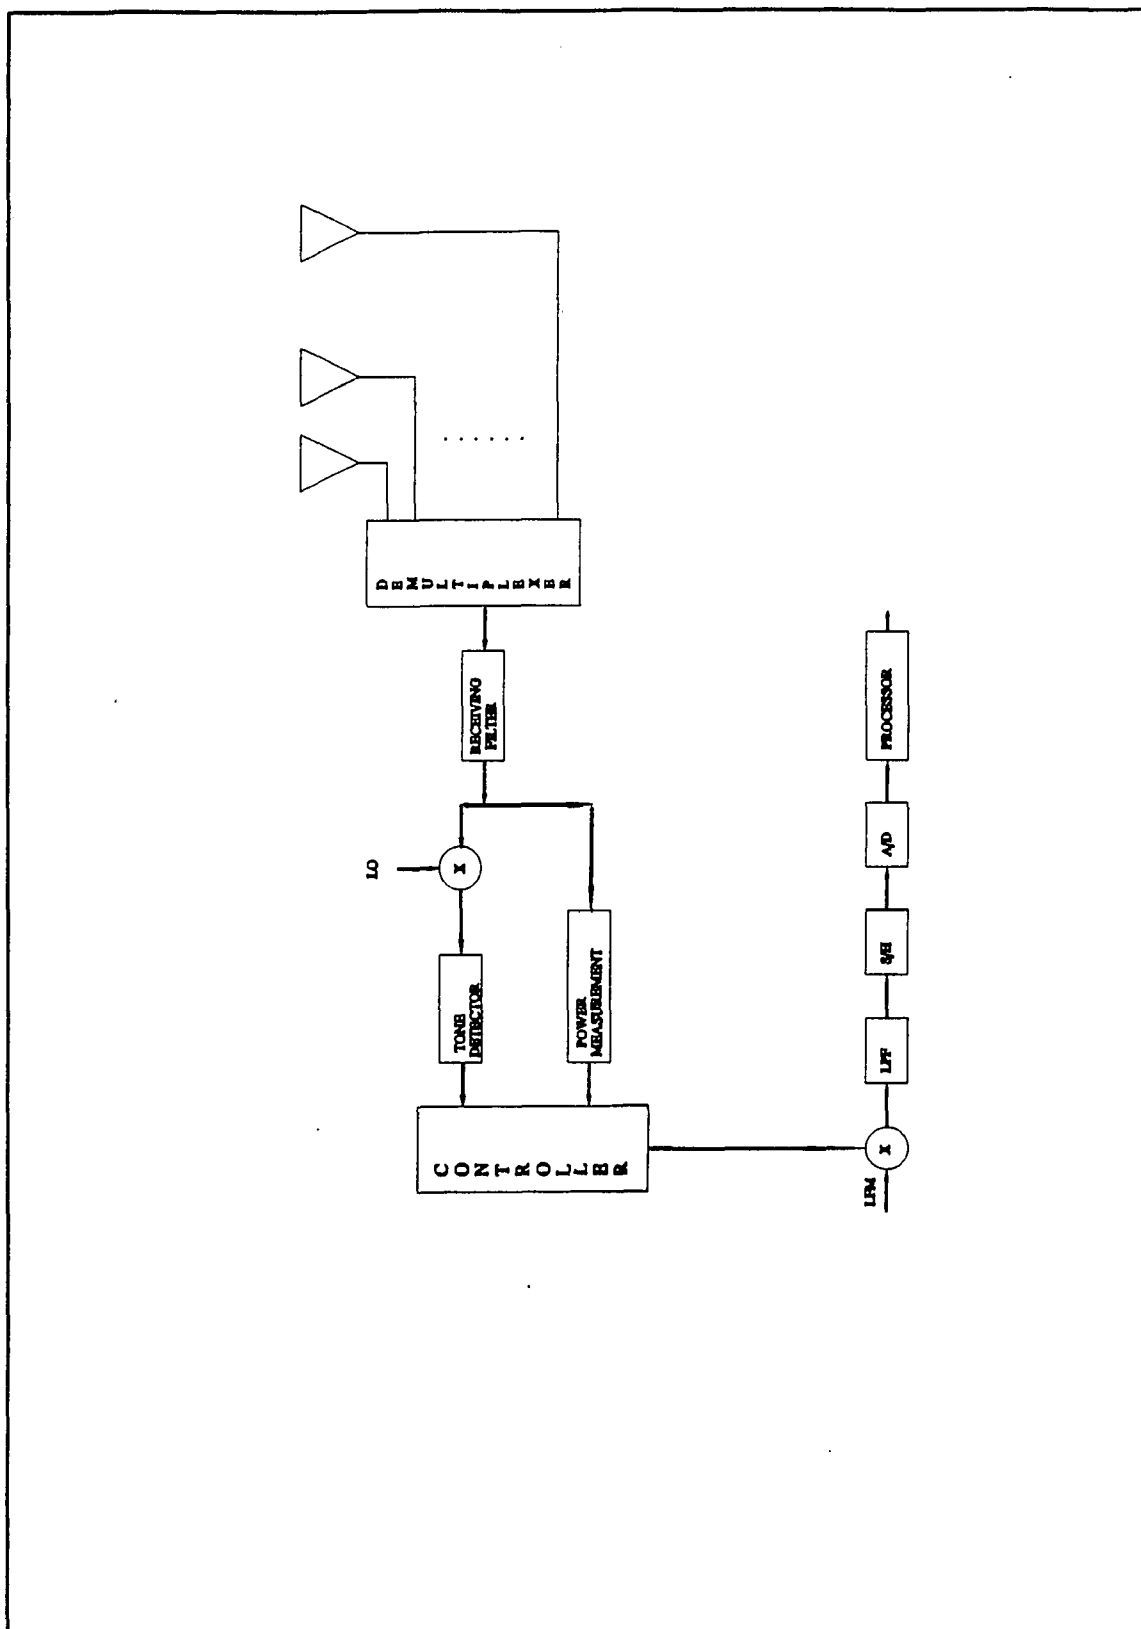 DEMULTIPLEXER
RECEIVING
FILTER
LO
X
TONE
DETECTOR
POWER
MEASUREMENT
CONTROLLER
LFM
X
LPF
S/H
A/D
PROCESSOR